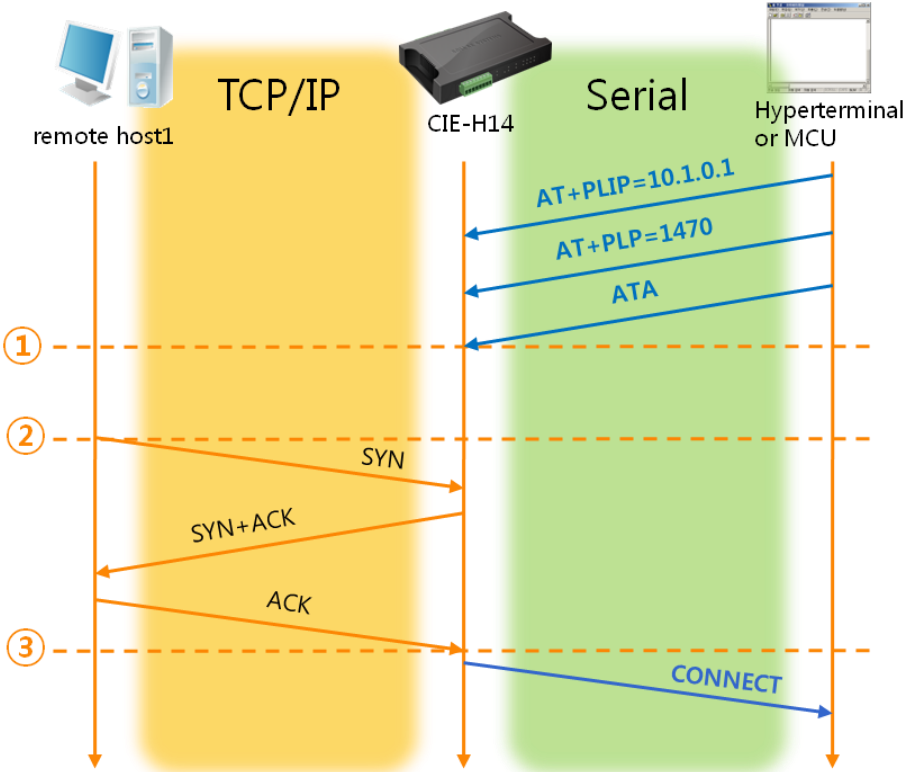 TCP/IP
Serial
remote host1
CIE-H14
Hyperterminal
or MCU
AT+PLIP=10.1.0.1
AT+PLP=1470
ATA
①
②
SYN
SYN+ACK
ACK
③
CONNECT